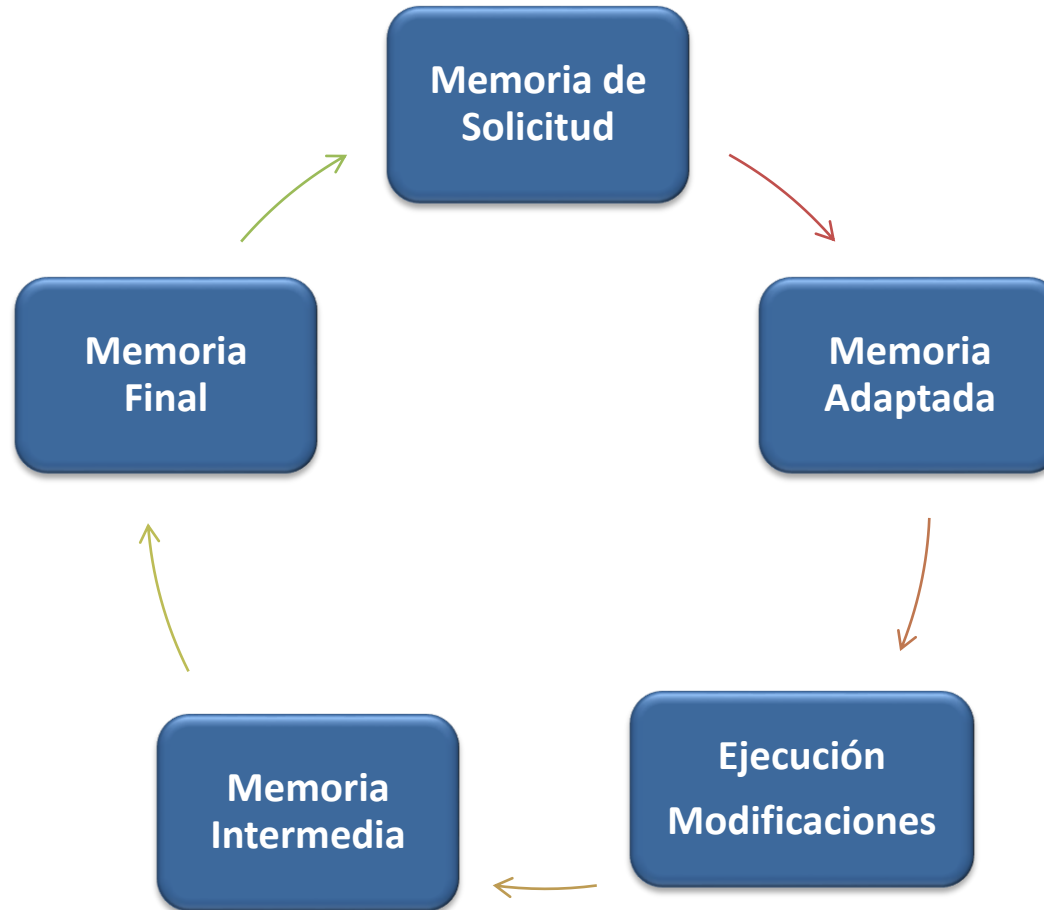 Memoria de
Solicitud
Memoria
Adaptada
Ejecución
Modificaciones
Memoria
Intermedia
Memoria
Final